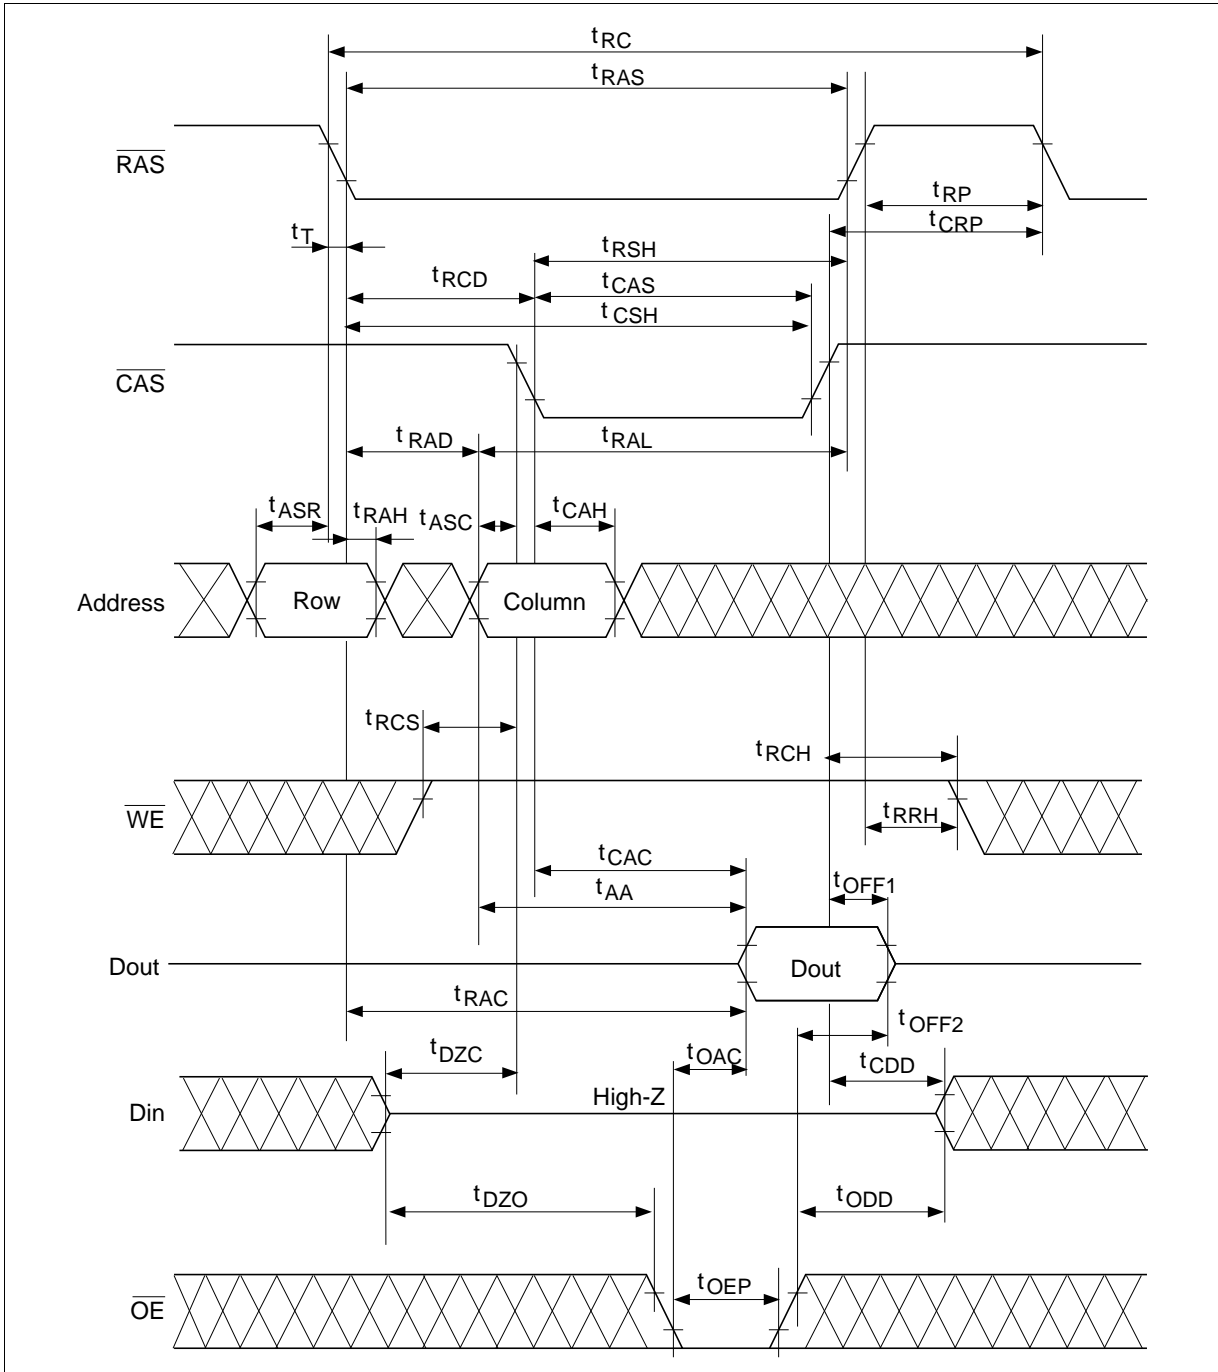 tRC
tRAS
RAS
tRP
tT
tCRP
tRSH
tRCD
tCAS
tCSH
CAS
tRAD
tRAL
tASR
tRAH
tASC
tCAH
Address
Row
Column
tRCS
tRCH
WE
tRRH
tCAC
tOFF1
tAA
Dout
Dout
tRAC
tOFF2
tDZC
tOAC
tCDD
Din
High-Z
tDZO
tODD
OE
tOEP